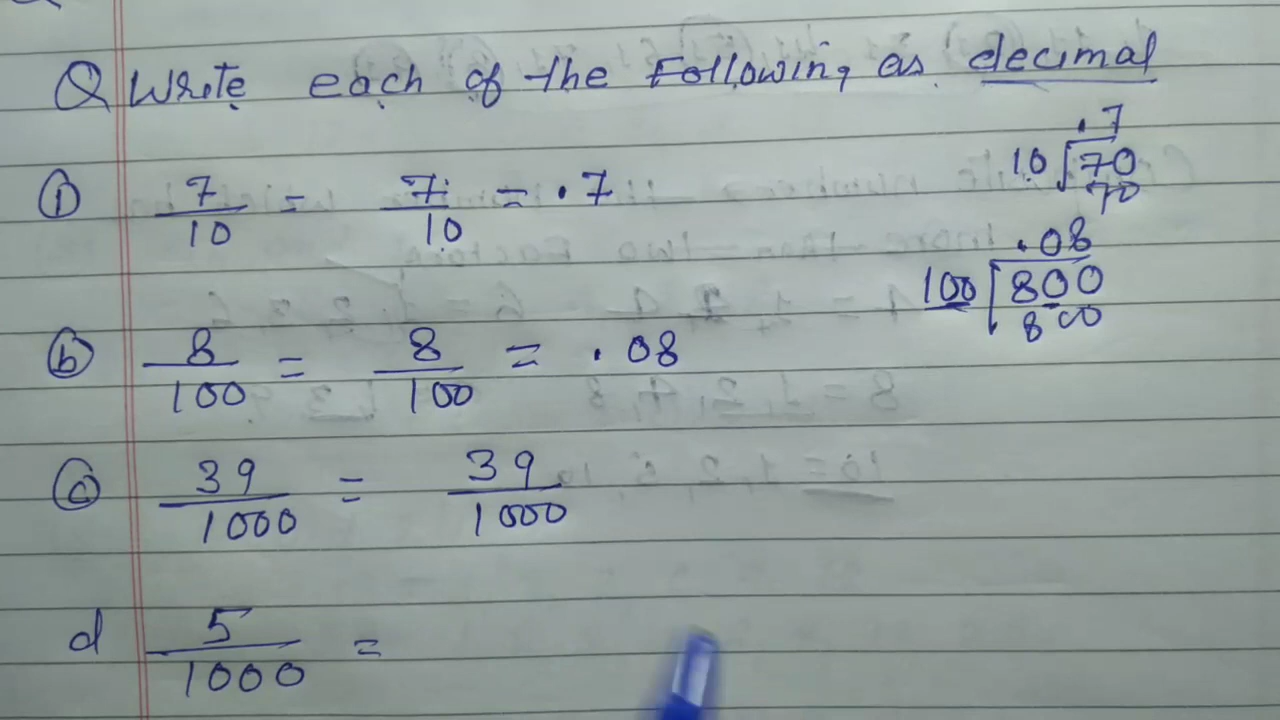 Q Write each of the Following as decimal
① 7/10 = 7/10 = .7
.7
10 √70
70
ⓑ 8/100 = 8/100 = .08
.08
100 √800
800
ⓒ 39/1000 = 39/1000
d 5/1000 =